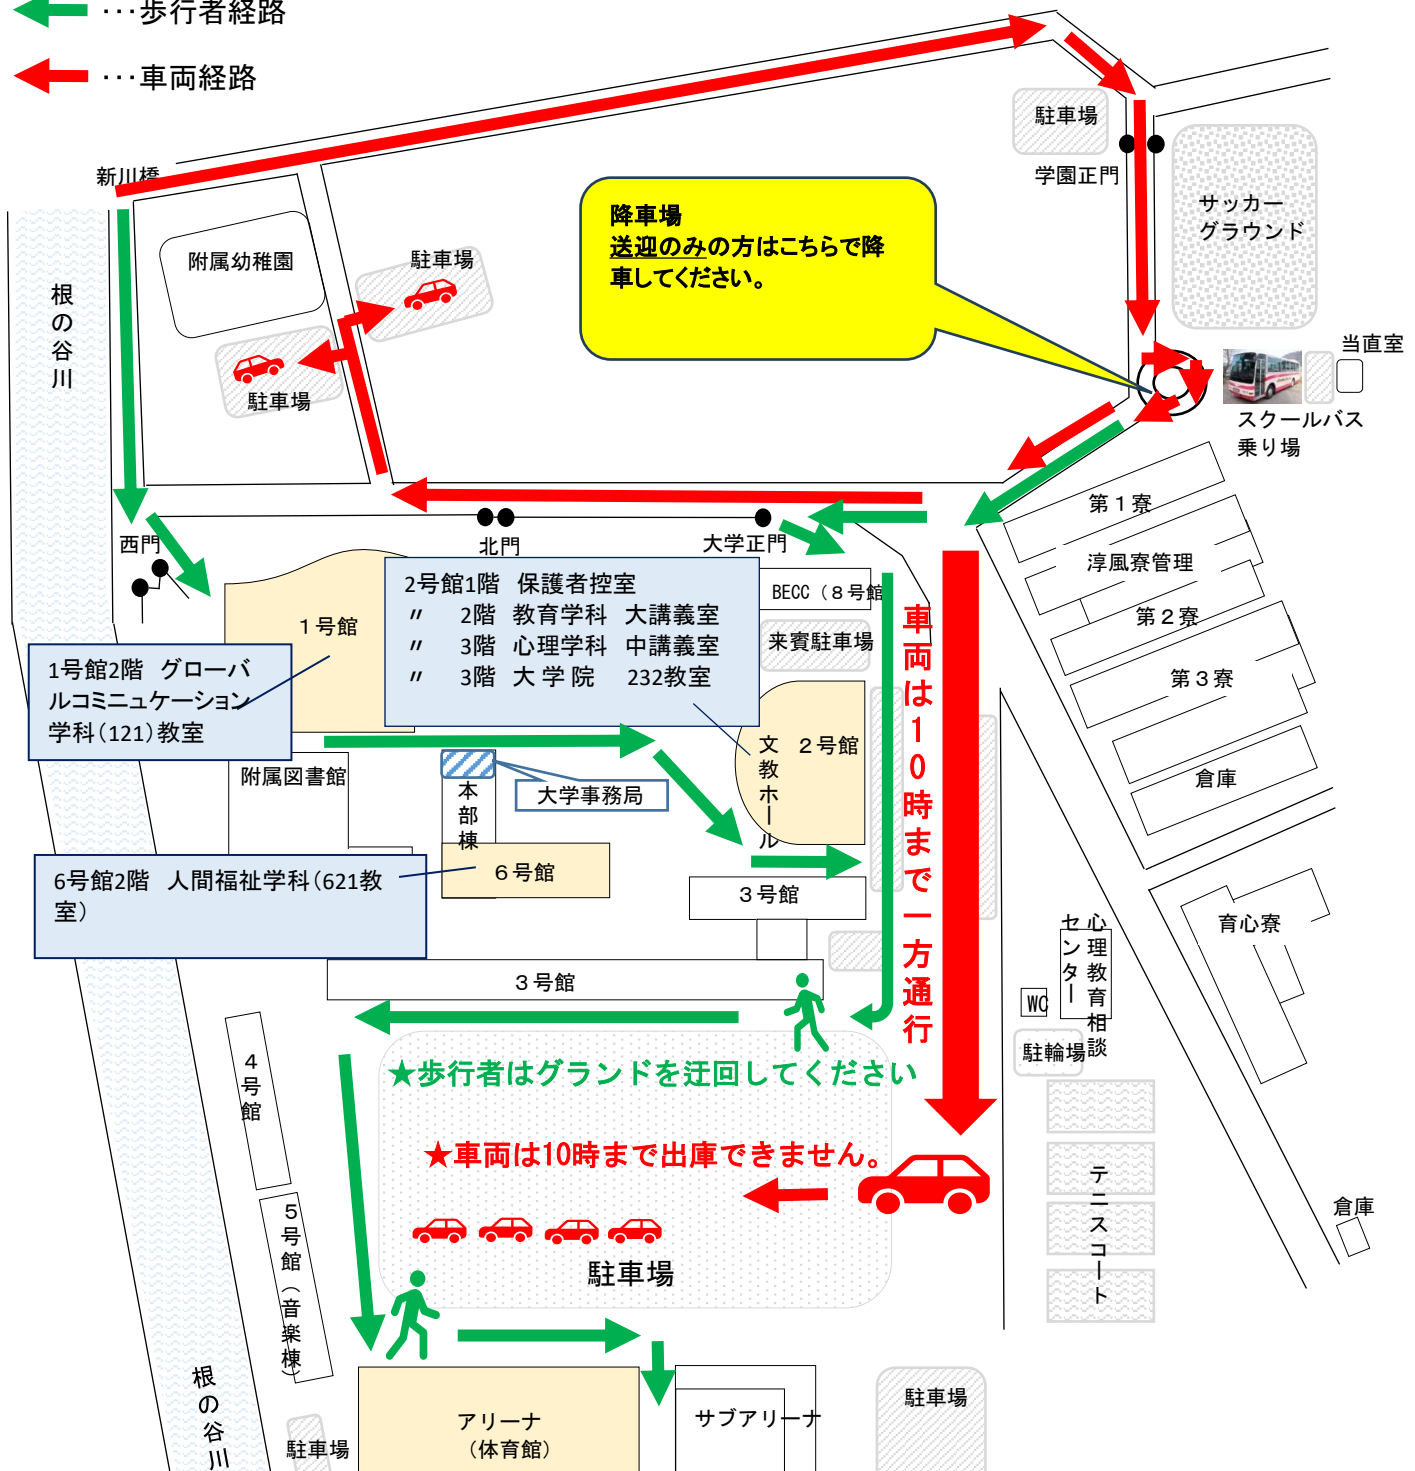 …歩行者経路
…車両経路
新川橋
駐車場
学園正門
サッカー
グラウンド
降車場
送迎のみの方はこちらで降
車してください。
附属幼稚園
駐車場
根の谷川
駐車場
当直室
スクールバス
乗り場
第１寮
淳風寮管理
第２寮
第３寮
倉庫
西門
北門
大学正門
2号館1階 保護者控室
〃 2階 教育学科 大講義室
〃 3階 心理学科 中講義室
〃 3階 大 学 院 232教室
BECC（８号館
来賓駐車場
１号館
1号館2階 グローバ
ルコミニュケーション
学科（121）教室
文教ホール
２号館
車両は10時まで一方通行
附属図書館
本部棟
大学事務局
６号館
6号館2階 人間福祉学科（621教
室）
３号館
３号館
育心寮
心理教育相談
センター
WC
駐輪場
４号館
★歩行者はグランドを迂回してください
★車両は10時まで出庫できません。
駐車場
５号館（音楽棟）
テニスコート
倉庫
根の谷川
駐車場
アリーナ
（体育館）
サブアリーナ
駐車場